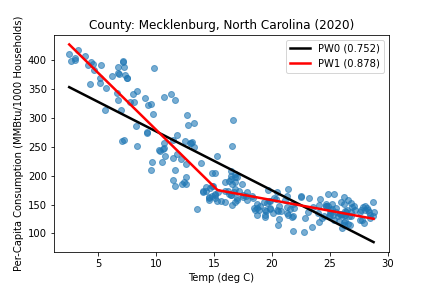 County: Mecklenburg, North Carolina (2020)
PW0 (0.752)
PW1 (0.878)
Per-Capita Consumption (MMBtu/1000 Households)
400
350
300
250
200
150
100
5 10 15 20 25 30
Temp (deg C)